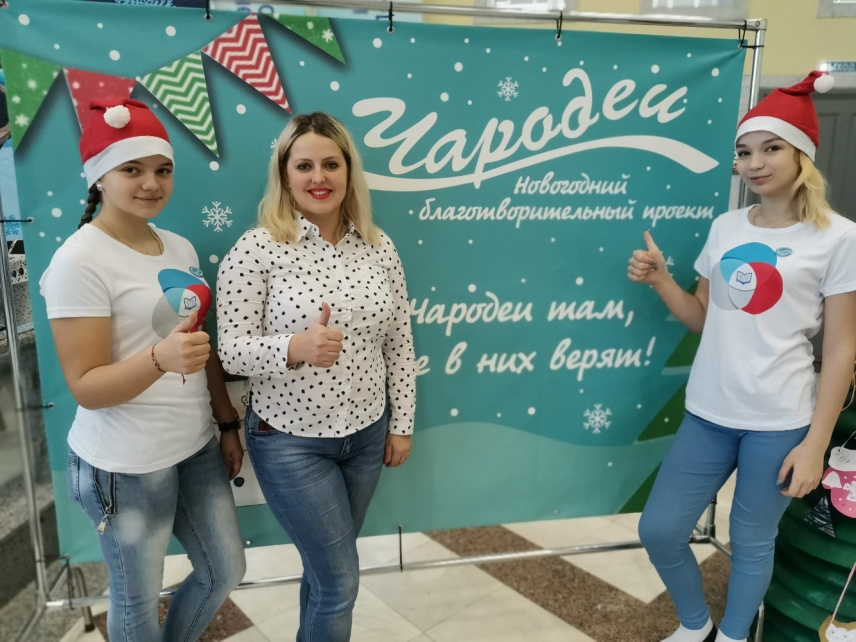 Чародеи
Новогодний
благотворительный проект
Чародеи там,
в них верят!